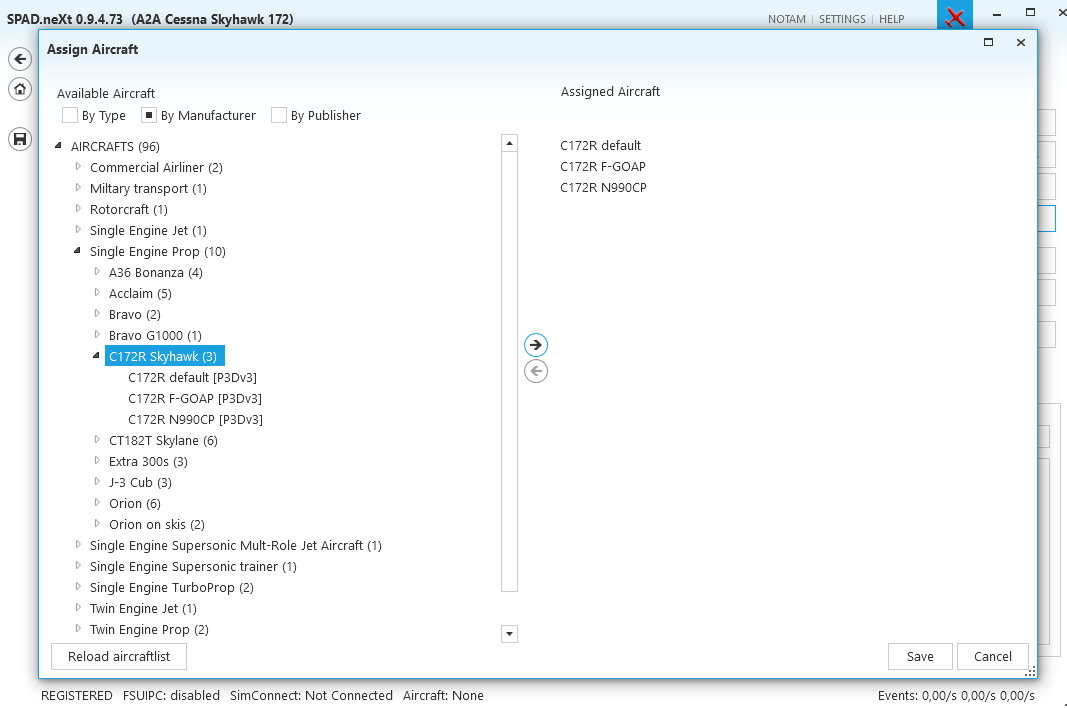 SPAD.neXt 0.9.4.73 (A2A Cessna Skyhawk 172)
NOTAM | SETTINGS | HELP
Assign Aircraft
Available Aircraft
Assigned Aircraft
By Type By Manufacturer By Publisher
AIRCRAFTS (96)
Commercial Airliner (2)
Miltary transport (1)
Rotorcraft (1)
Single Engine Jet (1)
Single Engine Prop (10)
A36 Bonanza (4)
Acclaim (5)
Bravo (2)
Bravo G1000 (1)
C172R Skyhawk (3)
C172R default [P3Dv3]
C172R F-GOAP [P3Dv3]
C172R N990CP [P3Dv3]
CT182T Skylane (6)
Extra 300s (3)
J-3 Cub (3)
Orion (6)
Orion on skis (2)
Single Engine Supersonic Mult-Role Jet Aircraft (1)
Single Engine Supersonic trainer (1)
Single Engine TurboProp (2)
Twin Engine Jet (1)
Twin Engine Prop (2)
C172R default
C172R F-GOAP
C172R N990CP
Reload aircraftlist
Save
Cancel
REGISTERED FSUIPC: disabled SimConnect: Not Connected Aircraft: None
Events: 0,00/s 0,00/s 0,00/s